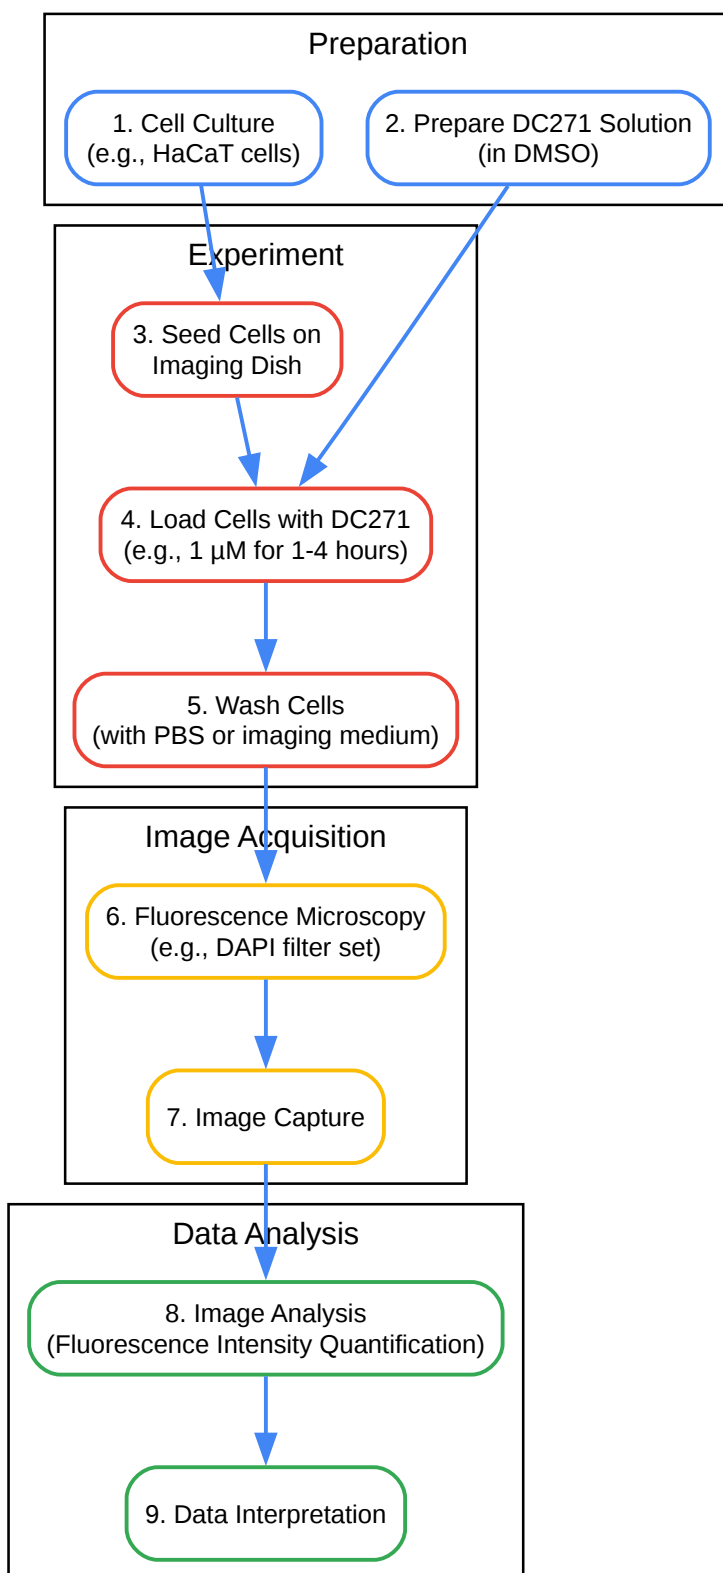 Preparation
1. Cell Culture
(e.g., HaCaT cells)
2. Prepare DC271 Solution
(in DMSO)
Experiment
3. Seed Cells on
Imaging Dish
4. Load Cells with DC271
(e.g., 1 µM for 1-4 hours)
5. Wash Cells
(with PBS or imaging medium)
Image Acquisition
6. Fluorescence Microscopy
(e.g., DAPI filter set)
7. Image Capture
Data Analysis
8. Image Analysis
(Fluorescence Intensity Quantification)
9. Data Interpretation